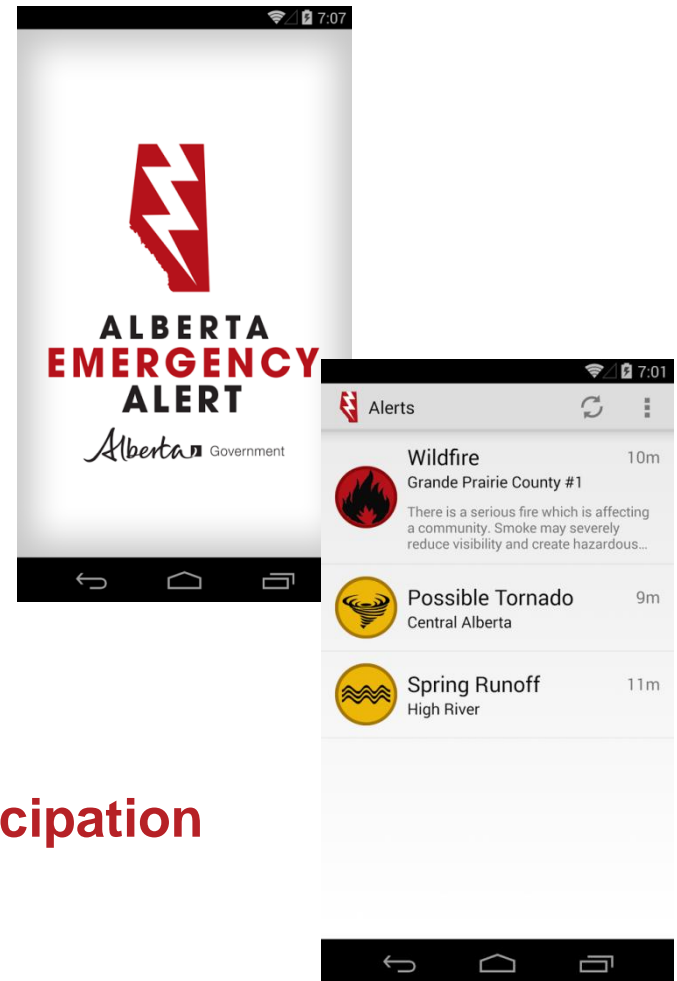 7:07
ALBERTA
EMERGENCY
ALERT
Alberta Government
7:01
Alerts
Wildfire 10m
Grande Prairie County #1
There is a serious fire which is affecting
a community. Smoke may severely
reduce visibility and create hazardous...
Possible Tornado 9m
Central Alberta
Spring Runoff 11m
High River
cipation